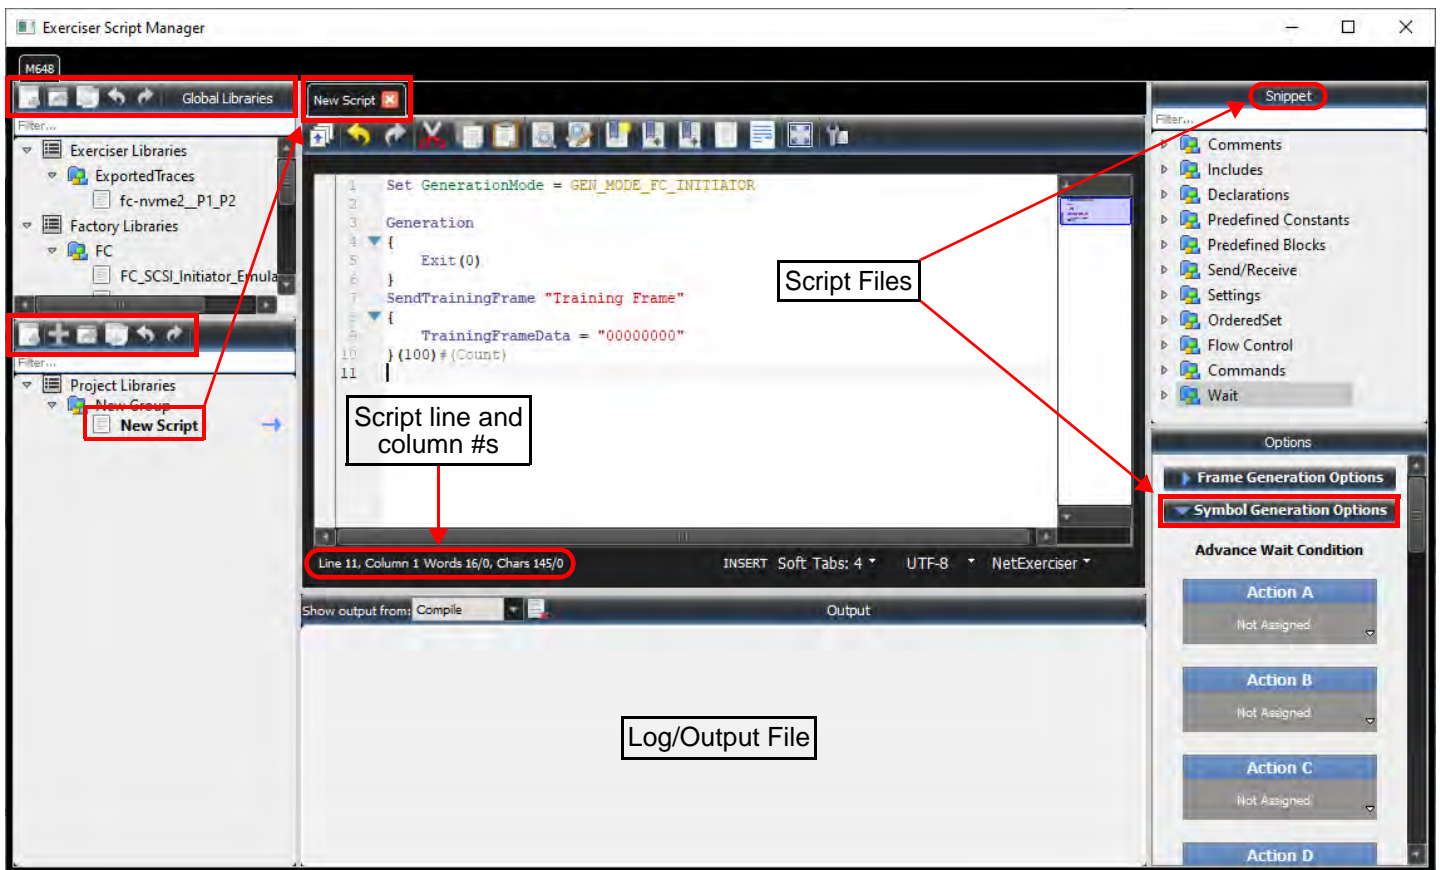 Exerciser Script Manager
M648
Global Libraries
Filter...
Exerciser Libraries
ExportedTraces
fc-nvme2__P1_P2
Factory Libraries
FC
FC_SCSI_Initiator_Emula
Filter...
Project Libraries
New Group
New Script
New Script
1 Set GenerationMode = GEN_MODE_FC_INITIATOR
2
3 Generation
4 {
5 Exit(0)
6 }
7 SendTrainingFrame "Training Frame"
8 {
9 TrainingFrameData = "00000000"
10 }(100)#(Count)
11
Script line and
column #s
Script Files
Line 11, Column 1 Words 16/0, Chars 145/0
INSERT Soft Tabs: 4 UTF-8 NetExerciser
Show output from: Compile
Output
Log/Output File
Snippet
Filter...
Comments
Includes
Declarations
Predefined Constants
Predefined Blocks
Send/Receive
Settings
OrderedSet
Flow Control
Commands
Wait
Options
Frame Generation Options
Symbol Generation Options
Advance Wait Condition
Action A
Not Assigned
Action B
Not Assigned
Action C
Not Assigned
Action D